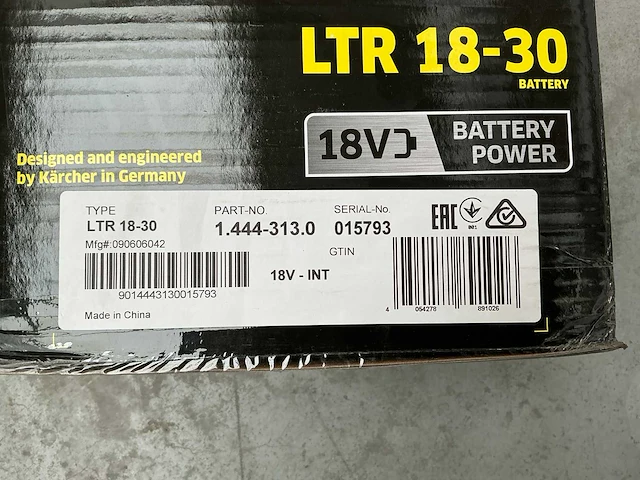 LTR 18-30
BATTERY
18V BATTERY POWER
Designed and engineered
by Kärcher in Germany
TYPE PART-NO. SERIAL-No.
LTR 18-30 1.444-313.0 015793
Mfg#:090606042
GTIN
18V - INT
9014443130015793
4 054278 891026
Made in China
EAC
001